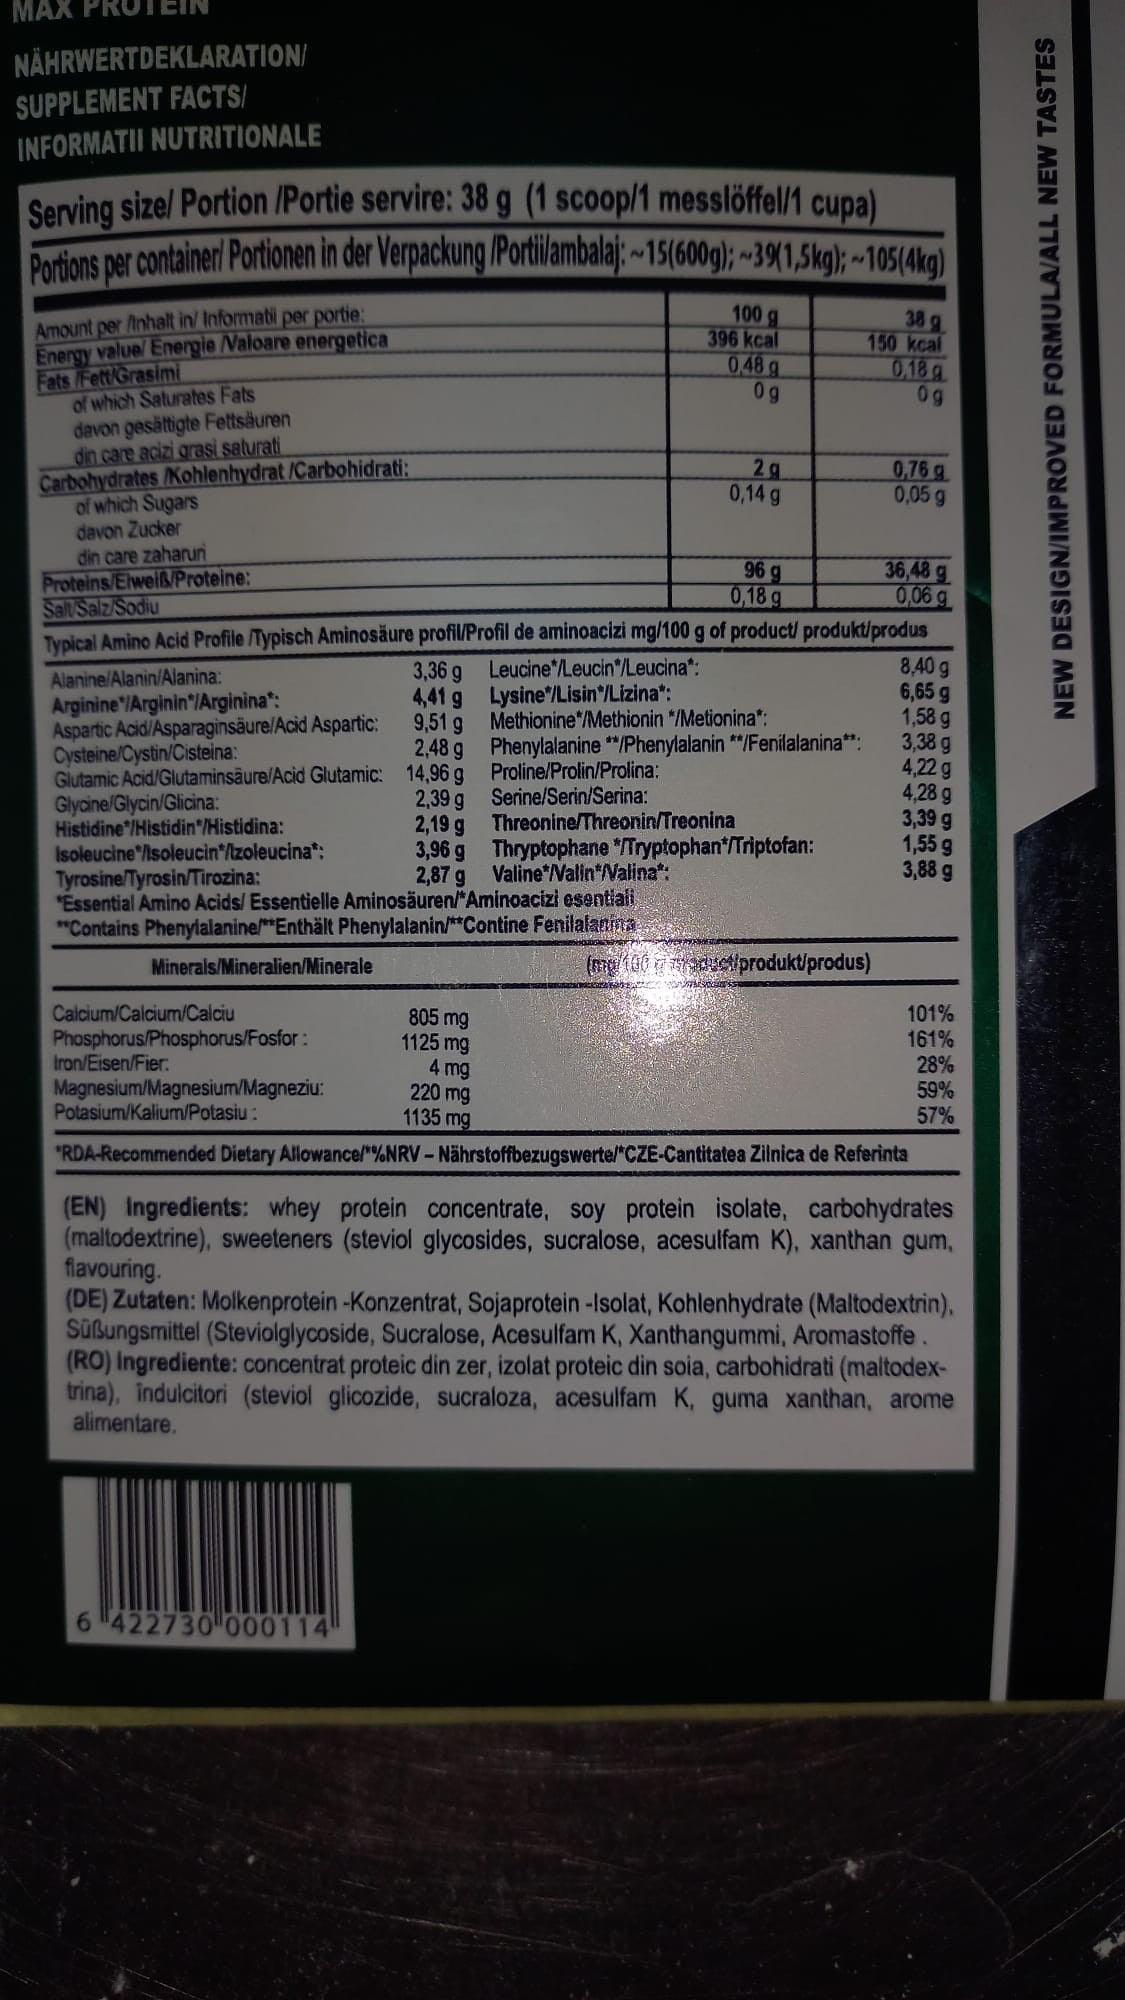 MAX PROTEIN
NÄHRWERTDEKLARATION/
SUPPLEMENT FACTS/
INFORMATII NUTRITIONALE
Serving size/ Portion /Portie servire: 38 g (1 scoop/1 messlöffel/1 cupa)
Portions per container/ Portionen in der Verpackung /Portii/ambalaj: ~15(600g); ~39(1,5kg); ~105(4kg)
Amount per /Inhalt in/ Informatii per portie: 100 g 38 g
Energy value/ Energie /Valoare energetica 396 kcal 150 kcal
Fats /Fett/Grasimi 0,48 g 0,18 g
of which Saturates Fats 0 g 0 g
davon gesättigte Fettsäuren
din care acizi grasi saturati
Carbohydrates /Kohlenhydrat /Carbohidrati: 2 g 0,76 g
of which Sugars 0,14 g 0,05 g
davon Zucker
din care zaharuri
Proteins/Eiweiß/Proteine: 96 g 36,48 g
Salt/Salz/Sodiu 0,18 g 0,06 g
Typical Amino Acid Profile /Typisch Aminosäure profil/Profil de aminoacizi mg/100 g of product/ produkt/produs
Alanine/Alanin/Alanina: 3,36 g Leucine*/Leucin*/Leucina*: 8,40 g
Arginine*/Arginin*/Arginina*: 4,41 g Lysine*/Lisin*/Lizina*: 6,65 g
Aspartic Acid/Asparaginsäure/Acid Aspartic: 9,51 g Methionine*/Methionin */Metionina*: 1,58 g
Cysteine/Cystin/Cisteina: 2,48 g Phenylalanine **/Phenylalanin **/Fenilalanina**: 3,38 g
Glutamic Acid/Glutaminsäure/Acid Glutamic: 14,96 g Proline/Prolin/Prolina: 4,22 g
Glycine/Glycin/Glicina: 2,39 g Serine/Serin/Serina: 4,28 g
Histidine*/Histidin*/Histidina: 2,19 g Threonine/Threonin/Treonina 3,39 g
Isoleucine*/Isoleucin*/Izoleucina*: 3,96 g Thryptophane */Tryptophan*/Triptofan: 1,55 g
Tyrosine/Tyrosin/Tirozina: 2,87 g Valine*/Valin*/Valina*: 3,88 g
*Essential Amino Acids/ Essentielle Aminosäuren/*Aminoacizi esentiali
**Contains Phenylalanine/**Enthält Phenylalanin/**Contine Fenilalanina
Minerals/Mineralien/Minerale (mg/100 g product/produkt/produs)
Calcium/Calcium/Calciu 805 mg 101%
Phosphorus/Phosphorus/Fosfor : 1125 mg 161%
Iron/Eisen/Fier: 4 mg 28%
Magnesium/Magnesium/Magneziu: 220 mg 59%
Potasium/Kalium/Potasiu : 1135 mg 57%
*RDA-Recommended Dietary Allowance/*%NRV – Nährstoffbezugswerte/*CZE-Cantitatea Zilnica de Referinta
(EN) Ingredients: whey protein concentrate, soy protein isolate, carbohydrates
(maltodextrine), sweeteners (steviol glycosides, sucralose, acesulfam K), xanthan gum,
flavouring.
(DE) Zutaten: Molkenprotein -Konzentrat, Sojaprotein -Isolat, Kohlenhydrate (Maltodextrin),
Süßungsmittel (Steviolglycoside, Sucralose, Acesulfam K, Xanthangummi, Aromastoffe .
(RO) Ingrediente: concentrat proteic din zer, izolat proteic din soia, carbohidrati (maltodex-
trina), îndulcitori (steviol glicozide, sucraloza, acesulfam K, guma xanthan, arome
alimentare.
6 422730 000114
NEW DESIGN/IMPROVED FORMULA/ALL NEW TASTES